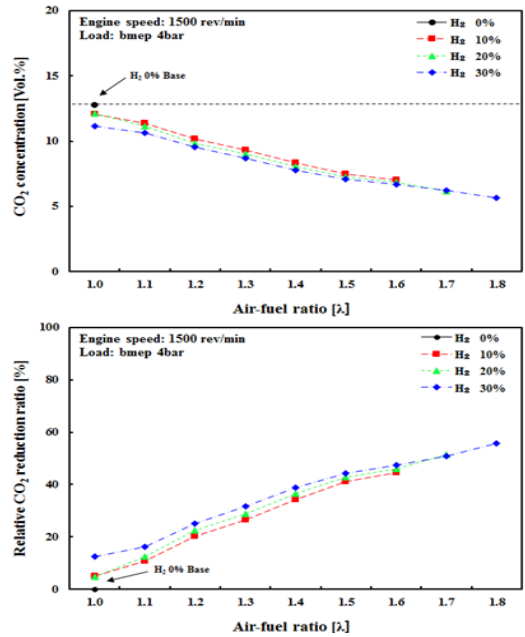 Engine speed: 1500 rev/min
Load: bmep 4bar
H₂ 0%
H₂ 10%
H₂ 20%
H₂ 30%
H₂ 0% Base
CO₂ concentration [Vol.%]
20
15
10
5
0
1.0 1.1 1.2 1.3 1.4 1.5 1.6 1.7 1.8
Air-fuel ratio [λ]
Engine speed: 1500 rev/min
Load: bmep 4bar
H₂ 0%
H₂ 10%
H₂ 20%
H₂ 30%
Relative CO₂ reduction ratio [%]
100
80
60
40
20
0
H₂ 0% Base
1.0 1.1 1.2 1.3 1.4 1.5 1.6 1.7 1.8
Air-fuel ratio [λ]